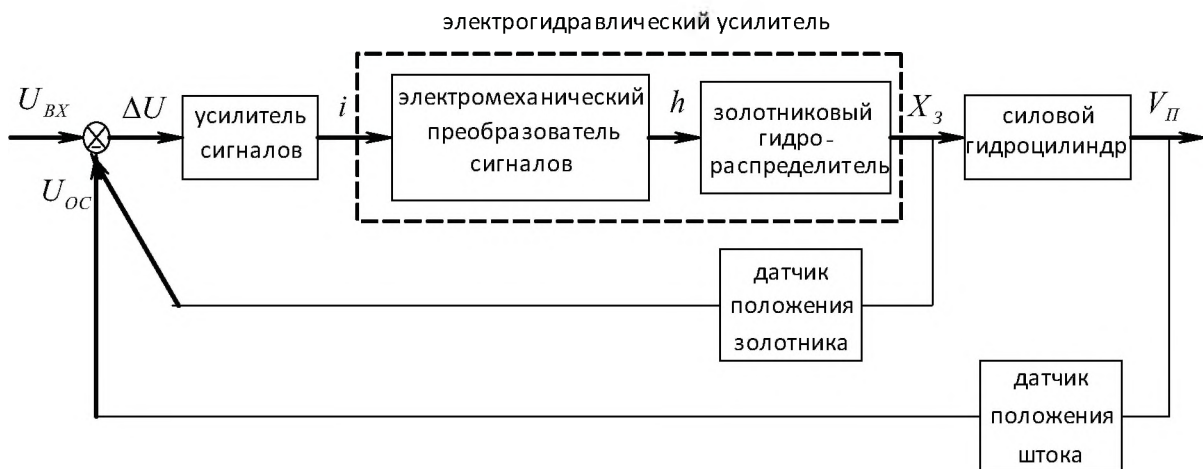 электрогидравлический усилитель
U_ВХ
ΔU
усилитель
сигналов
i
электромеханический
преобразователь
сигналов
h
золотниковый
гидро-
распределитель
X_З
силовой
гидроцилиндр
V_П
U_ОС
датчик
положения
золотника
датчик
положения
штока